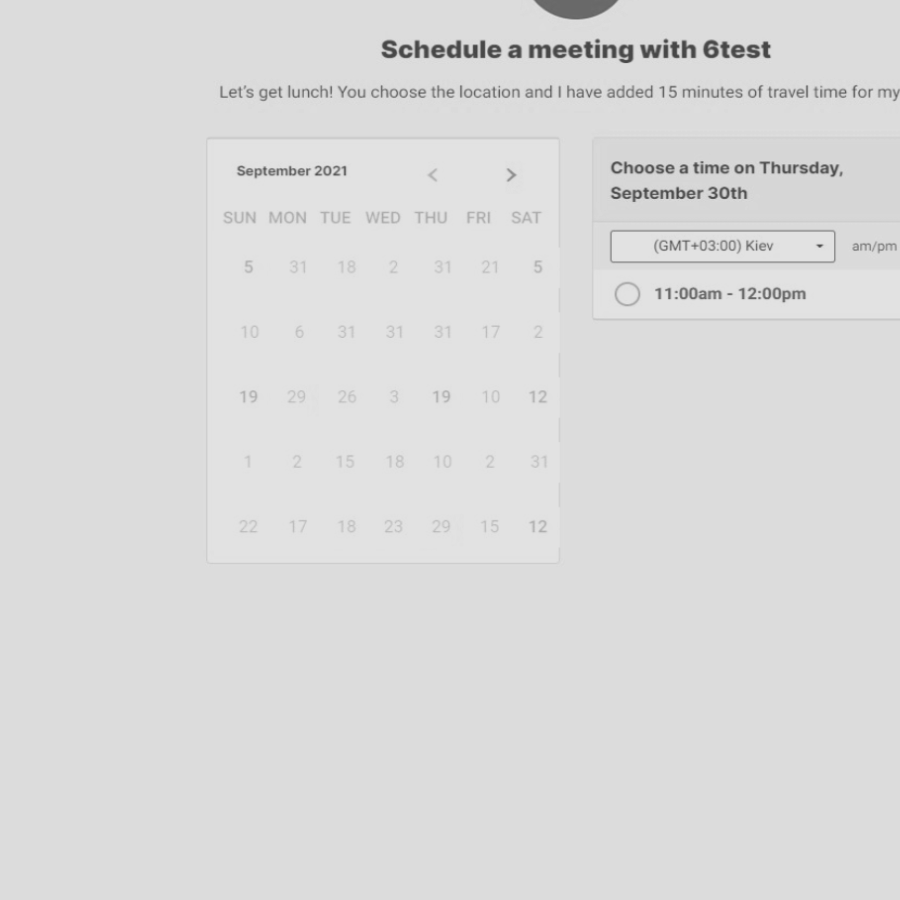 Schedule a meeting with 6test
Let's get lunch! You choose the location and I have added 15 minutes of travel time for my
September 2021 < >
SUN MON TUE WED THU FRI SAT
5 31 18 2 31 21 5
10 6 31 31 31 17 2
19 29 26 3 19 10 12
1 2 15 18 10 2 31
22 17 18 23 29 15 12
Choose a time on Thursday,
September 30th
(GMT+03:00) Kiev am/pm
11:00am - 12:00pm